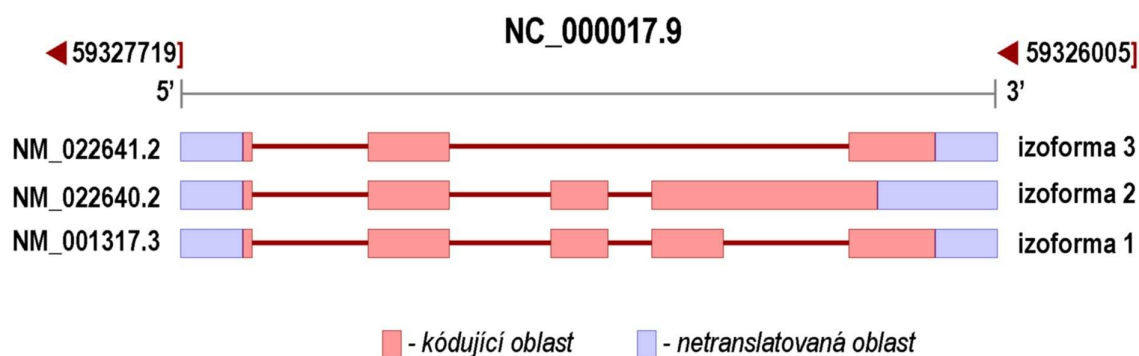 NC_000017.9
◀ 59327719] ◀ 59326005]
5’ 3’
NM_022641.2 izoforma 3
NM_022640.2 izoforma 2
NM_001317.3 izoforma 1
- kódující oblast - netranslatovaná oblast